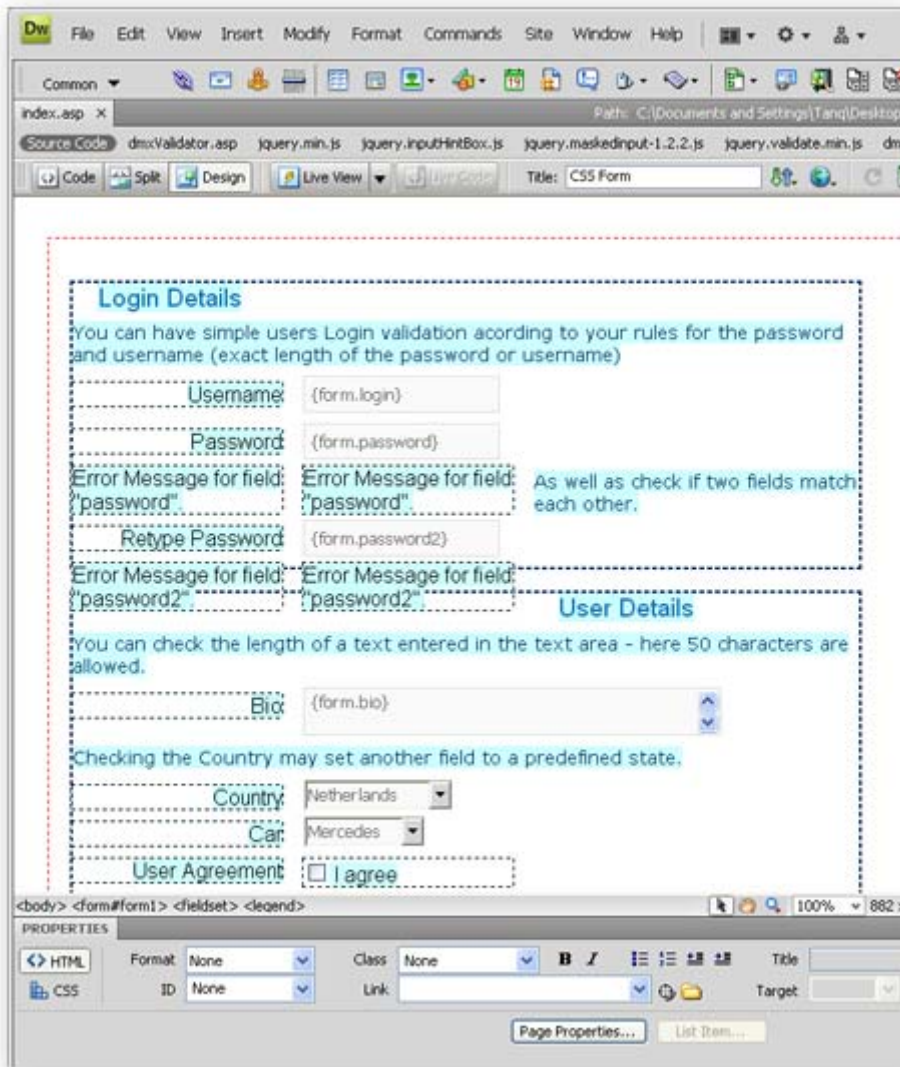 Dw File Edit View Insert Modify Format Commands Site Window Help
Common
index.asp × Path: C:\Documents and Settings\Tanq\Desktop
Source Code dmxValidator.asp jquery.min.js jquery.inputHintBox.js jquery.maskedinput-1.2.2.js jquery.validate.min.js
Code Split Design Live View Live Code Title: CSS Form
Login Details
You can have simple users Login validation acording to your rules for the password
and username (exact length of the password or username)
Username {form.login}
Password {form.password}
Error Message for field "password". Error Message for field "password".
As well as check if two fields match
each other.
Retype Password {form.password2}
Error Message for field "password2". Error Message for field "password2".
User Details
You can check the length of a text entered in the text area - here 50 characters are
allowed.
Bio {form.bio}
Checking the Country may set another field to a predefined state.
Country Netherlands
Car Mercedes
User Agreement I agree
<body> <form#form1> <fieldset> <legend> 100% 882 x
PROPERTIES
<> HTML Format None Class None B I Title
CSS ID None Link Target
Page Properties... List Item...